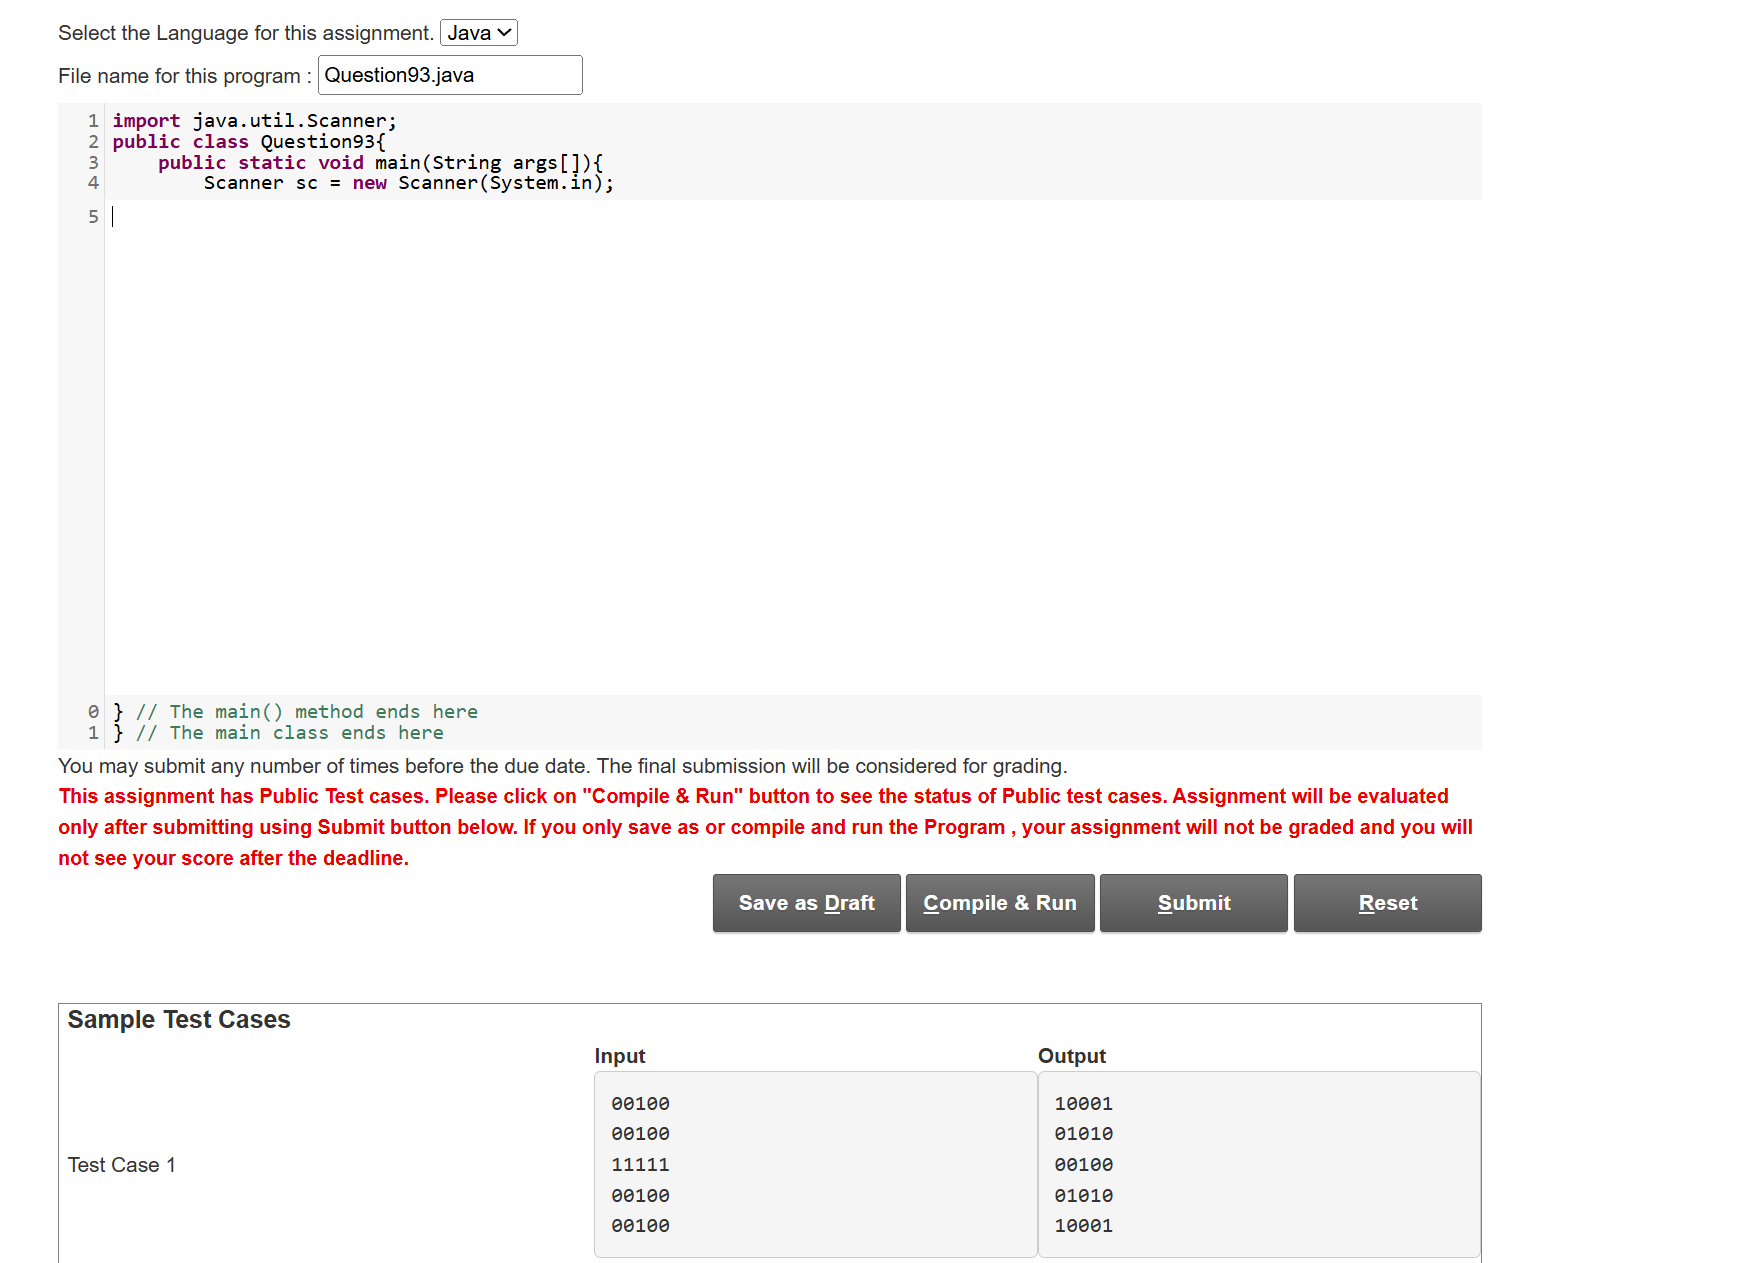 Select the Language for this assignment. Java
File name for this program : Question93.java
1 import java.util.Scanner;
2 public class Question93{
3     public static void main(String args[]){
4         Scanner sc = new Scanner(System.in);
5
0 } // The main() method ends here
1 } // The main class ends here
You may submit any number of times before the due date. The final submission will be considered for grading.
This assignment has Public Test cases. Please click on "Compile & Run" button to see the status of Public test cases. Assignment will be evaluated
only after submitting using Submit button below. If you only save as or compile and run the Program , your assignment will not be graded and you will
not see your score after the deadline.
Save as Draft Compile & Run Submit Reset
Sample Test Cases
Input Output
00100 10001
00100 01010
Test Case 1 11111 00100
00100 01010
00100 10001